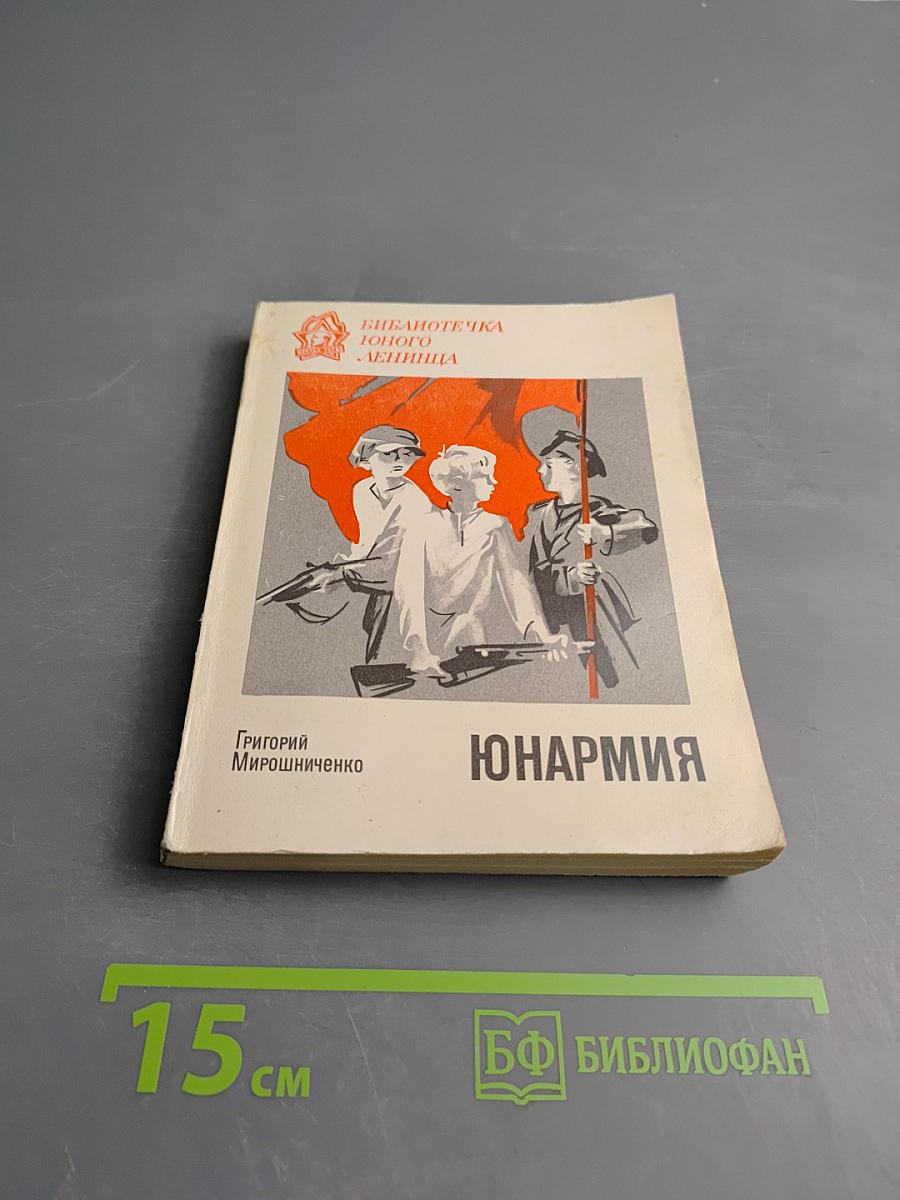 БИБЛИОТЕЧКА
ЮНОГО
ЛЕНИНЦА
ГРИГОРИЙ
МИРОШНИЧЕНКО
ЮНАРМИЯ
15 см
БФ БИБЛИОФАН